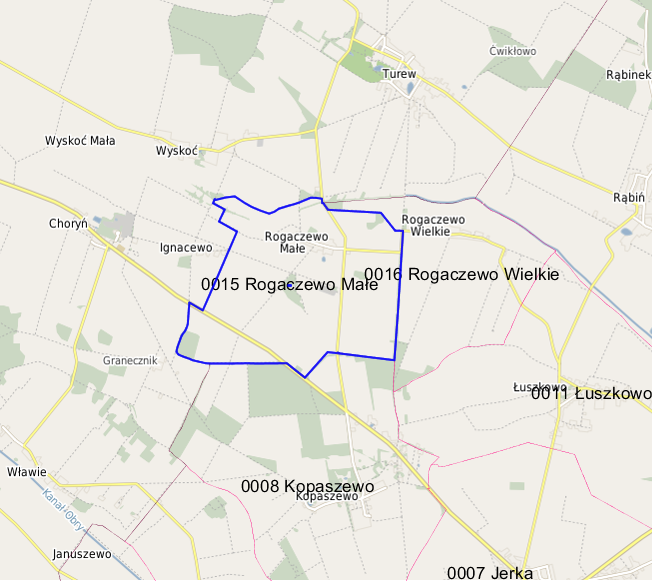 Ćwikłowo
Turew
Rąbinek
Wyskoć Mała
Wyskoć
Rąbiń
Choryń
Rogaczewo
Wielkie
Rogaczewo
Małe
Ignacewo
0016 Rogaczewo Wielkie
0015 Rogaczewo Małe
Granecznik
Łuszkowo
0011 Łuszkowo
Wławie
0008 Kopaszewo
Kopaszewo
Kanał Obry
Januszewo
0007 Jerka